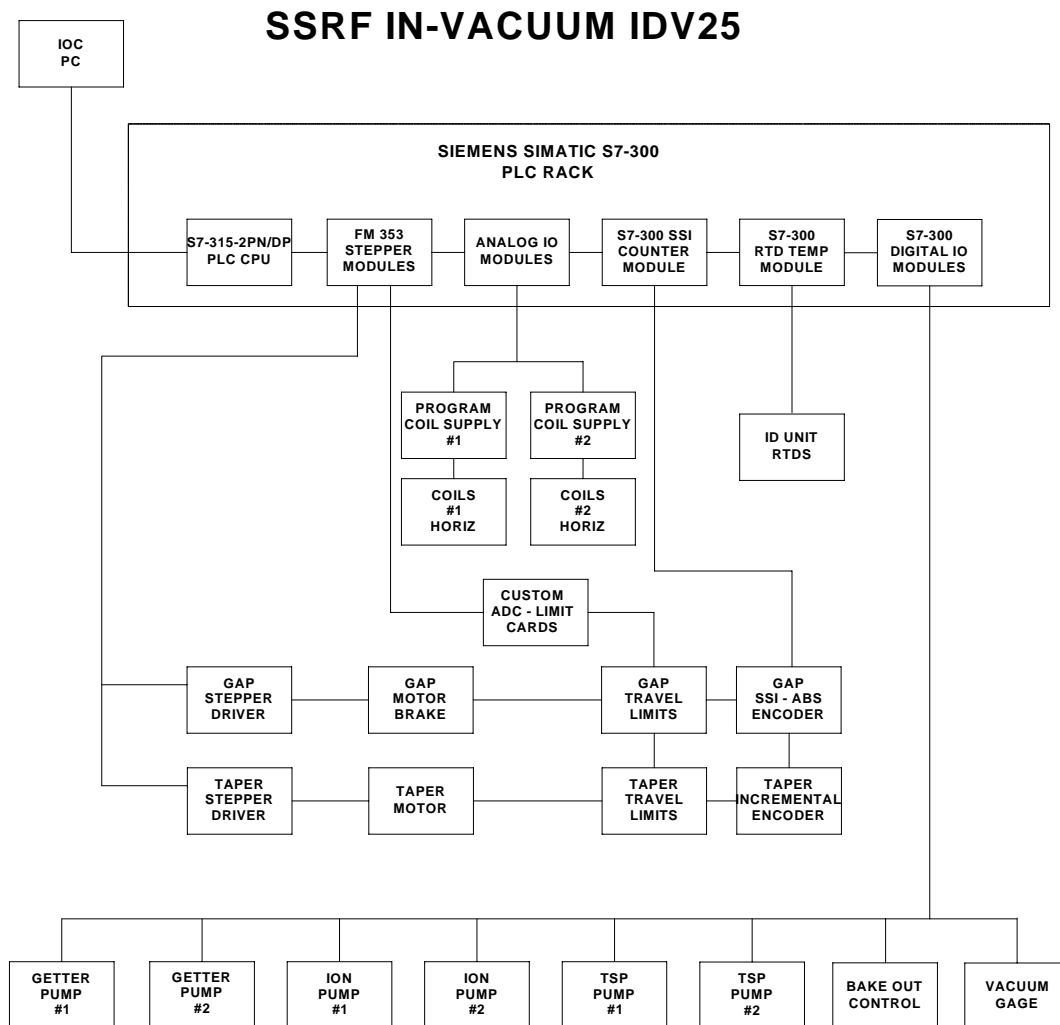 SSRF IN-VACUUM IDV25
IOC
PC
SIEMENS SIMATIC S7-300
PLC RACK
S7-315-2PN/DP
PLC CPU
FM 353
STEPPER
MODULES
ANALOG IO
MODULES
S7-300 SSI
COUNTER
MODULE
S7-300
RTD TEMP
MODULE
S7-300
DIGITAL IO
MODULES
PROGRAM
COIL SUPPLY
#1
PROGRAM
COIL SUPPLY
#2
ID UNIT
RTDS
COILS
#1
HORIZ
COILS
#2
HORIZ
CUSTOM
ADC - LIMIT
CARDS
GAP
STEPPER
DRIVER
GAP
MOTOR
BRAKE
GAP
TRAVEL
LIMITS
GAP
SSI - ABS
ENCODER
TAPER
STEPPER
DRIVER
TAPER
MOTOR
TAPER
TRAVEL
LIMITS
TAPER
INCREMENTAL
ENCODER
GETTER
PUMP
#1
GETTER
PUMP
#2
ION
PUMP
#1
ION
PUMP
#2
TSP
PUMP
#1
TSP
PUMP
#2
BAKE OUT
CONTROL
VACUUM
GAGE